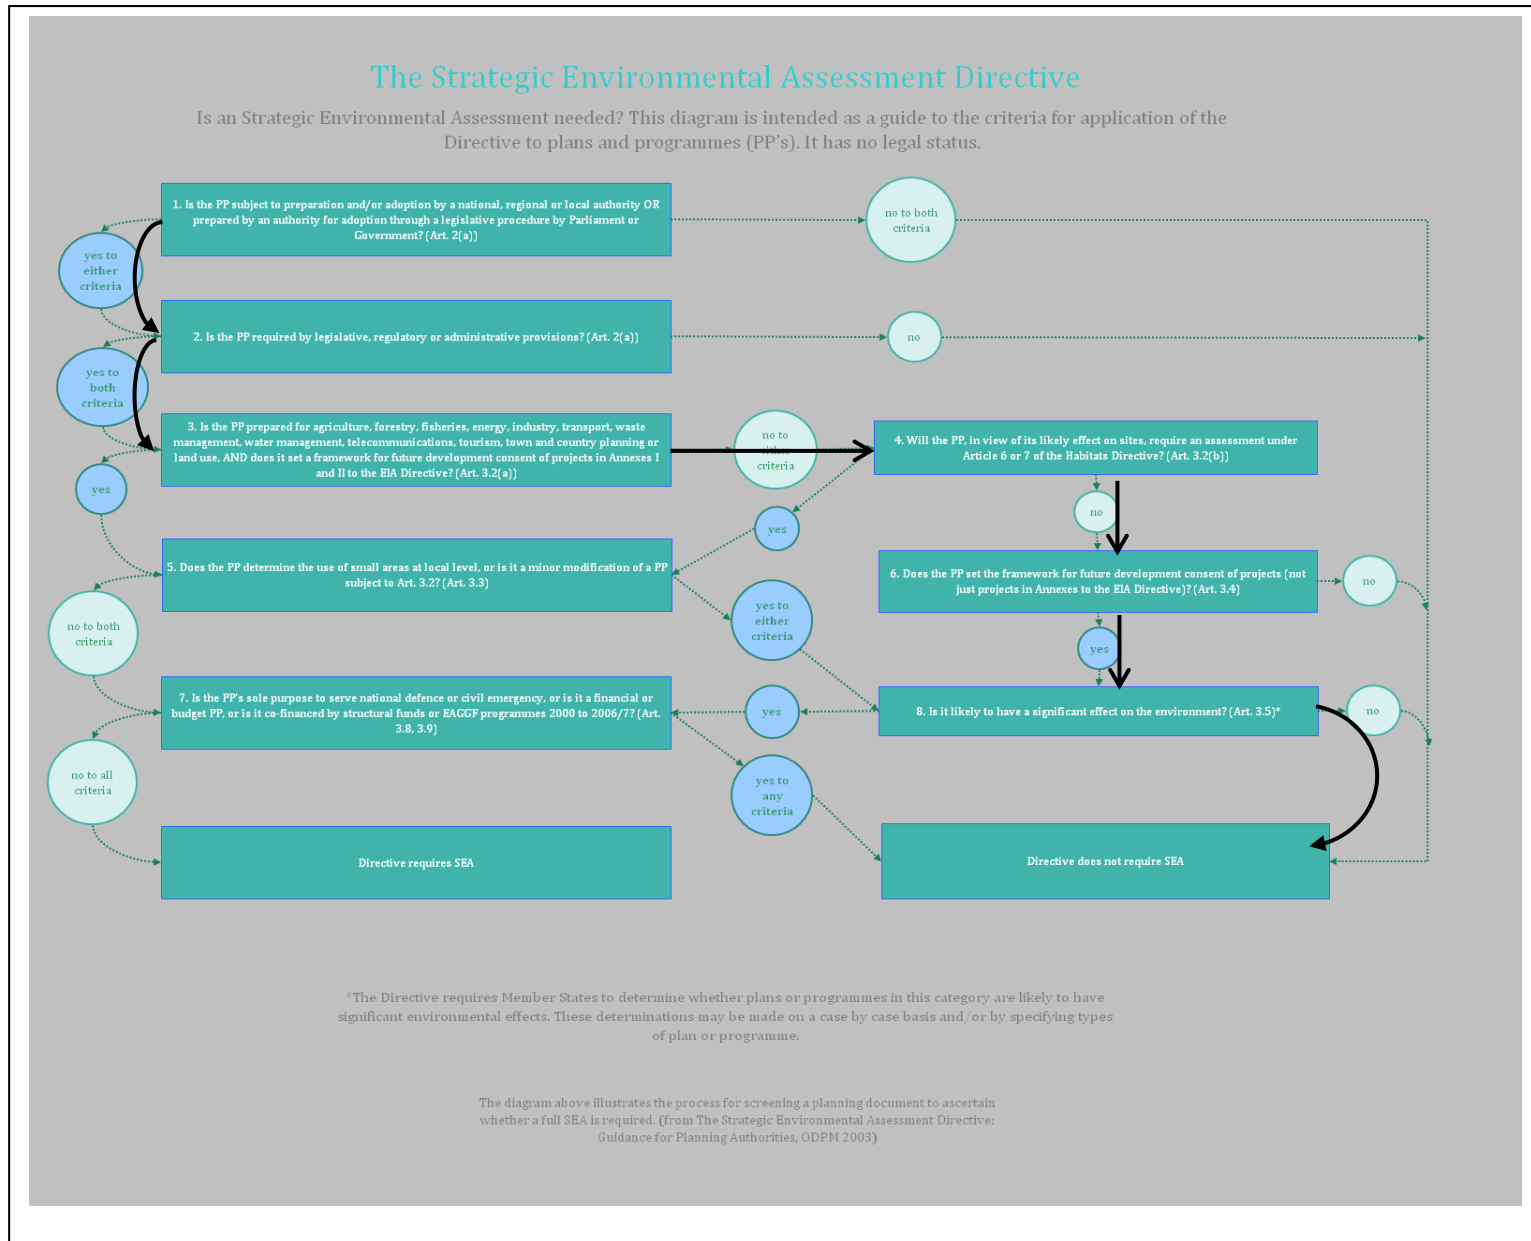 The Strategic Environmental Assessment Directive
Is an Strategic Environmental Assessment needed? This diagram is intended as a guide to the criteria for application of the
Directive to plans and programmes (PP's). It has no legal status.
1. Is the PP subject to preparation and/or adoption by a national, regional or local authority OR
prepared by an authority for adoption through a legislative procedure by Parliament or
Government? (Art. 2(a))
no to both
criteria
yes to
either
criteria
2. Is the PP required by legislative, regulatory or administrative provisions? (Art. 2(a))
no
yes to
both
criteria
3. Is the PP prepared for agriculture, forestry, fisheries, energy, industry, transport, waste
management, water management, telecommunications, tourism, town and country planning or
land use, AND does it set a framework for future development consent of projects in Annexes I
and II to the EIA Directive? (Art. 3.2(a))
no to
either
criteria
4. Will the PP, in view of its likely effect on sites, require an assessment under
Article 6 or 7 of the Habitats Directive? (Art. 3.2(b))
yes
no
yes
5. Does the PP determine the use of small areas at local level, or is it a minor modification of a PP
subject to Art. 3.2? (Art. 3.3)
6. Does the PP set the framework for future development consent of projects (not
just projects in Annexes to the EIA Directive)? (Art. 3.4)
no
no to both
criteria
yes to
either
criteria
yes
7. Is the PP's sole purpose to serve national defence or civil emergency, or is it a financial or
budget PP, or is it co-financed by structural funds or EAGGF programmes 2000 to 2006/7? (Art.
3.8, 3.9)
yes
8. Is it likely to have a significant effect on the environment? (Art. 3.5)*
no
no to all
criteria
yes to
any
criteria
Directive requires SEA
Directive does not require SEA
*The Directive requires Member States to determine whether plans or programmes in this category are likely to have
significant environmental effects. These determinations may be made on a case by case basis and/or by specifying types
of plan or programme.
The diagram above illustrates the process for screening a planning document to ascertain
whether a full SEA is required. (from The Strategic Environmental Assessment Directive:
Guidance for Planning Authorities, ODPM 2003)